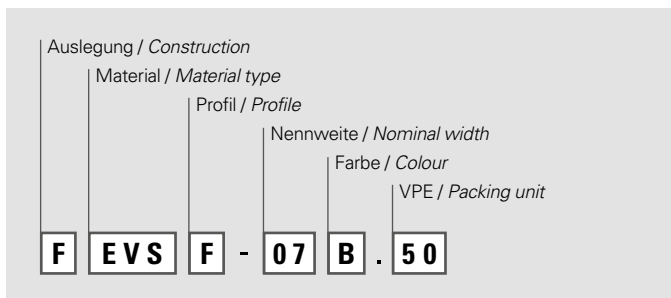 Auslegung / Construction
Material / Material type
Profil / Profile
Nennweite / Nominal width
Farbe / Colour
VPE / Packing unit
F EVS F - 07 B . 50